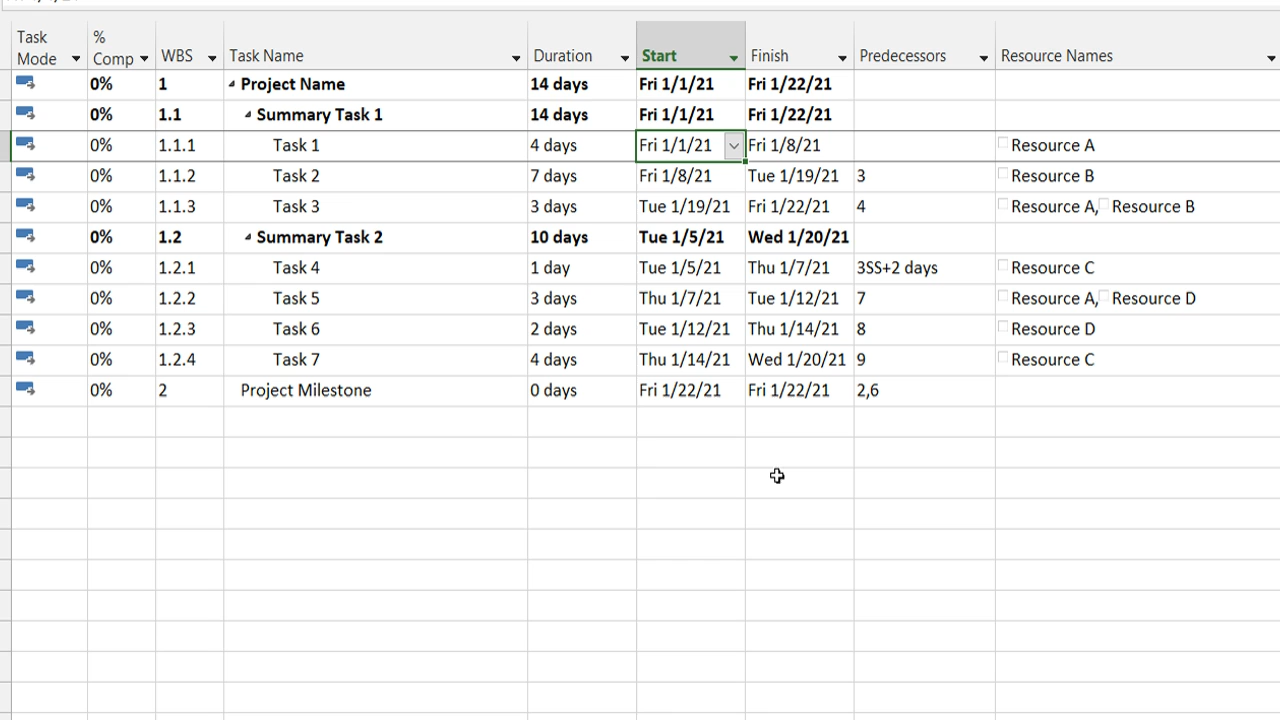 Task Mode % Comp WBS Task Name Duration Start Finish Predecessors Resource Names
0% 1 Project Name 14 days Fri 1/1/21 Fri 1/22/21
0% 1.1 Summary Task 1 14 days Fri 1/1/21 Fri 1/22/21
0% 1.1.1 Task 1 4 days Fri 1/1/21 Fri 1/8/21 Resource A
0% 1.1.2 Task 2 7 days Fri 1/8/21 Tue 1/19/21 3 Resource B
0% 1.1.3 Task 3 3 days Tue 1/19/21 Fri 1/22/21 4 Resource A, Resource B
0% 1.2 Summary Task 2 10 days Tue 1/5/21 Wed 1/20/21
0% 1.2.1 Task 4 1 day Tue 1/5/21 Thu 1/7/21 3SS+2 days Resource C
0% 1.2.2 Task 5 3 days Thu 1/7/21 Tue 1/12/21 7 Resource A, Resource D
0% 1.2.3 Task 6 2 days Tue 1/12/21 Thu 1/14/21 8 Resource D
0% 1.2.4 Task 7 4 days Thu 1/14/21 Wed 1/20/21 9 Resource C
0% 2 Project Milestone 0 days Fri 1/22/21 Fri 1/22/21 2,6